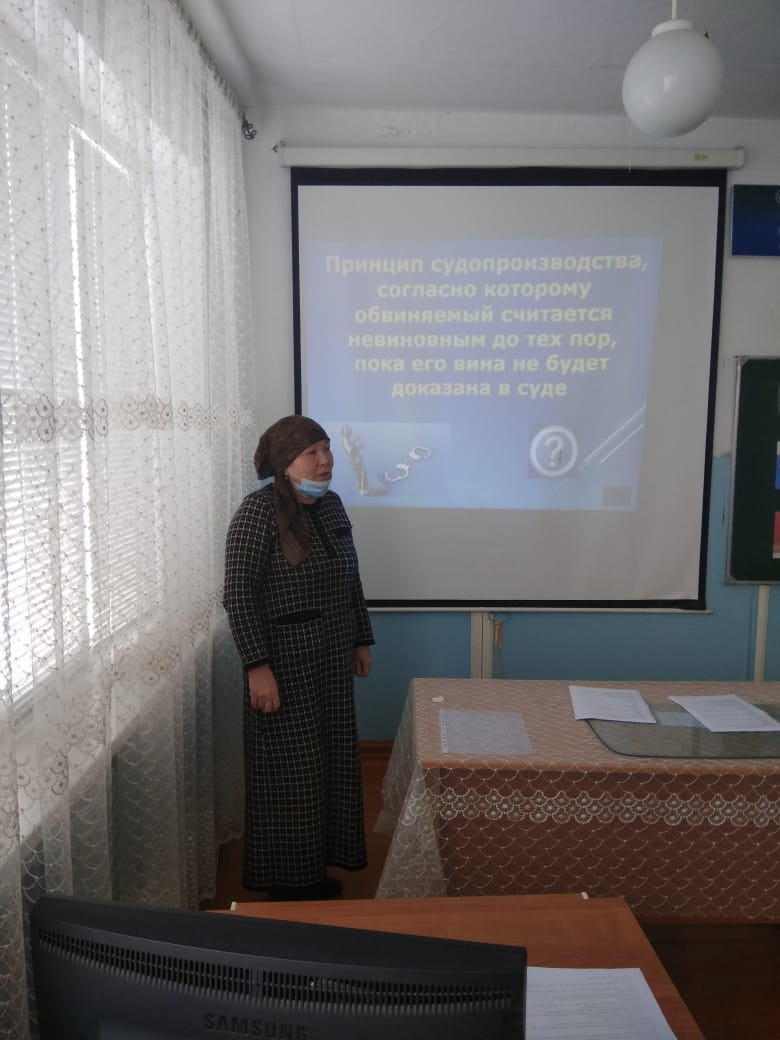 Принцип судопроизводства,
согласно которому
обвиняемый считается
невиновным до тех пор,
пока его вина не будет
доказана в суде
?
SAMSUNG